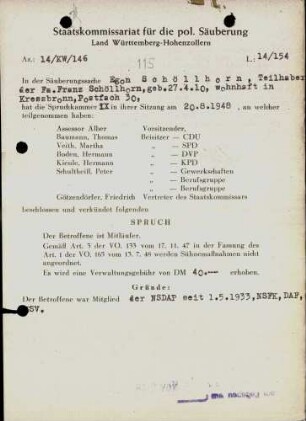 Staatskommissariat für die pol. Säuberung
Land Württemberg-Hohenzollern
115
Az.: 14/KW/146 L: 14/154
In der Säuberungssache Egon Schöllhorn, Teilhaber
der Fa.Franz Schöllhorn,geb.27.4.10, wohnhaft in
Kressbronn,Postfach 30,
hat die Spruchkammer IX in ihrer Sitzung am 20.8.1948, an welcher
teilgenommen haben:
Assessor Alber Vorsitzender,
Baumann, Thomas Beisitzer — CDU
Veith, Martha „ — SPD
Boden, Hermann „ — DVP
Kienle, Hermann „ — KPD
Schultheiß, Peter „ — Gewerkschaften
„ — Berufsgruppe
„ — Berufsgruppe
Götzendörfer, Friedrich Vertreter des Staatskommissars
beschlossen und verkündet folgenden
SPRUCH
Der Betroffene ist Mitläufer.
Gemäß Art. 3 der VO. 133 vom 17. 11. 47 in der Fassung des
Art. 1 der VO. 165 vom 13. 7. 48 werden Sühnemaßnahmen nicht
angeordnet.
Es wird eine Verwaltungsgebühr von DM 40.— erhoben.
Gründe:
Der Betroffene war Mitglied der NSDAP seit 1.5.1933,NSFK,DAF,
SV.